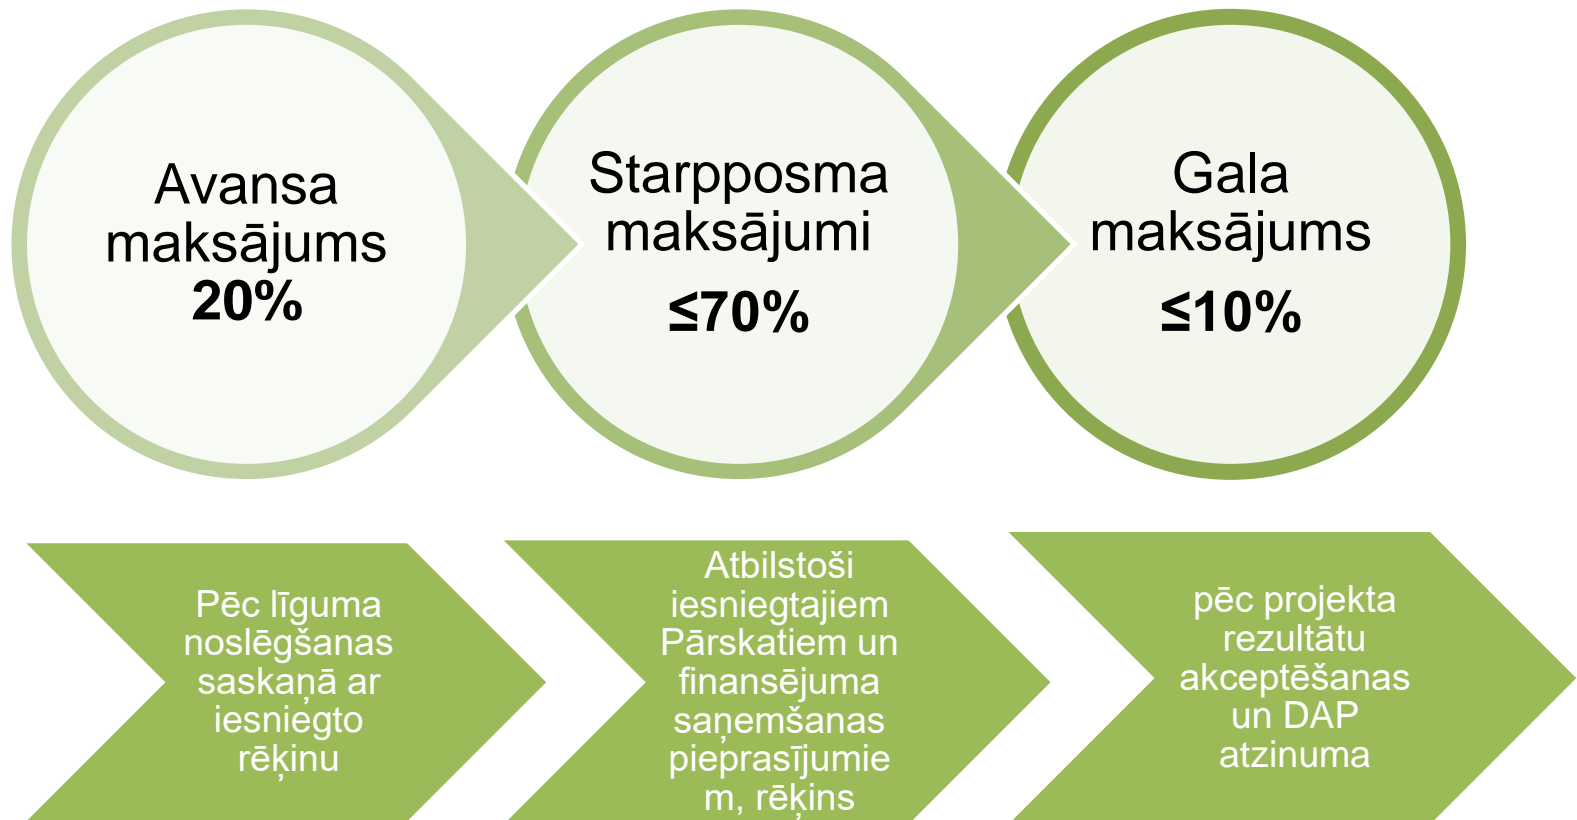 Avansa
maksājums
20%
Starpposma
maksājumi
≤70%
Gala
maksājums
≤10%
Pēc līguma
noslēgšanas
saskaņā ar
iesniegto
rēķinu
Atbilstoši
iesniegtajiem
Pārskatiem un
finansējuma
saņemšanas
pieprasījumie
m, rēķins
pēc projekta
rezultātu
akceptēšanas
un DAP
atzinuma